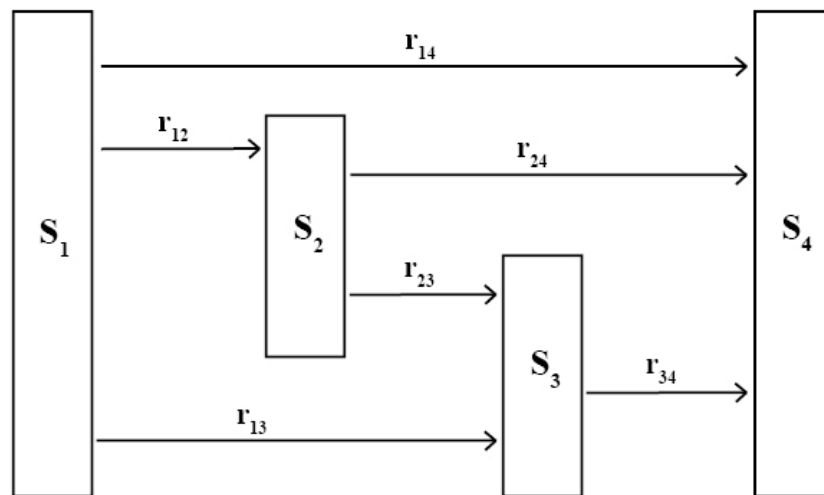 r₁₄
r₁₂
r₂₄
S₁
S₂
S₄
r₂₃
S₃
r₃₄
r₁₃